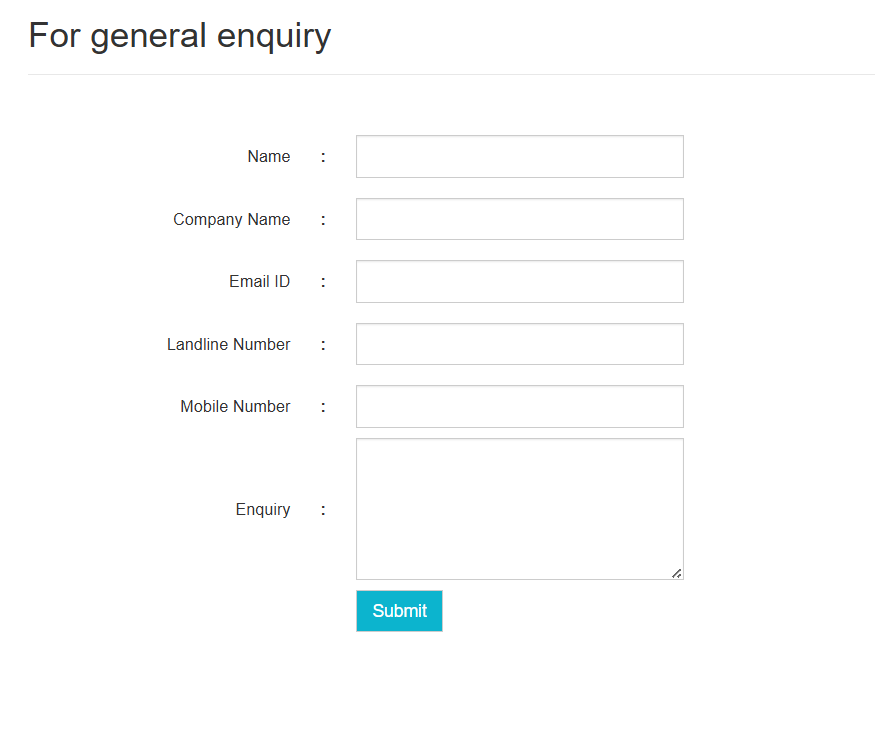 For general enquiry
Name :
Company Name :
Email ID :
Landline Number :
Mobile Number :
Enquiry :
Submit